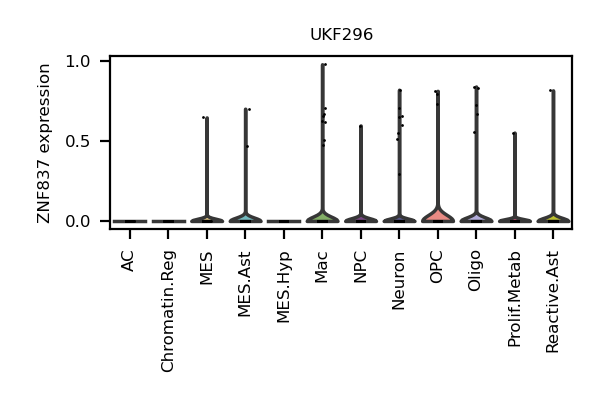 UKF296
ZNF837 expression
1.0
0.5
0.0
AC
Chromatin.Reg
MES
MES.Ast
MES.Hyp
Mac
NPC
Neuron
OPC
Oligo
Prolif.Metab
Reactive.Ast